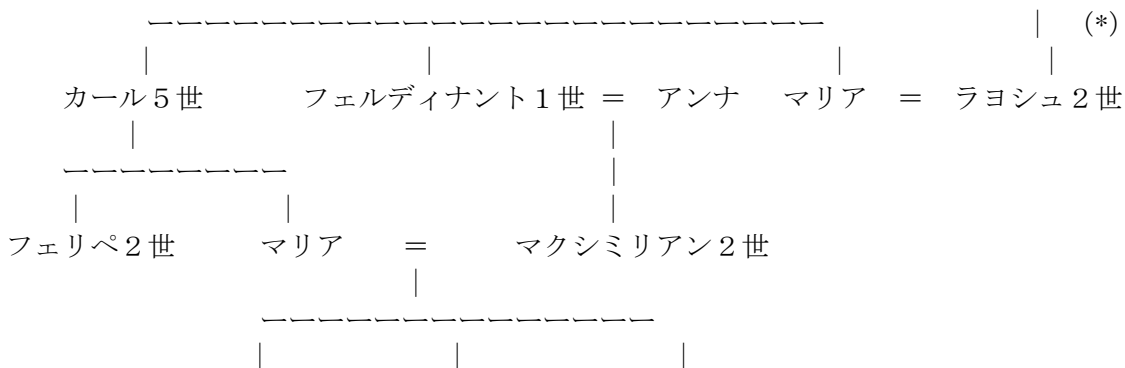 (*)
カール5世 フェルディナント1世 = アンナ マリア = ラヨシュ2世
フェリペ2世 マリア = マクシミリアン2世